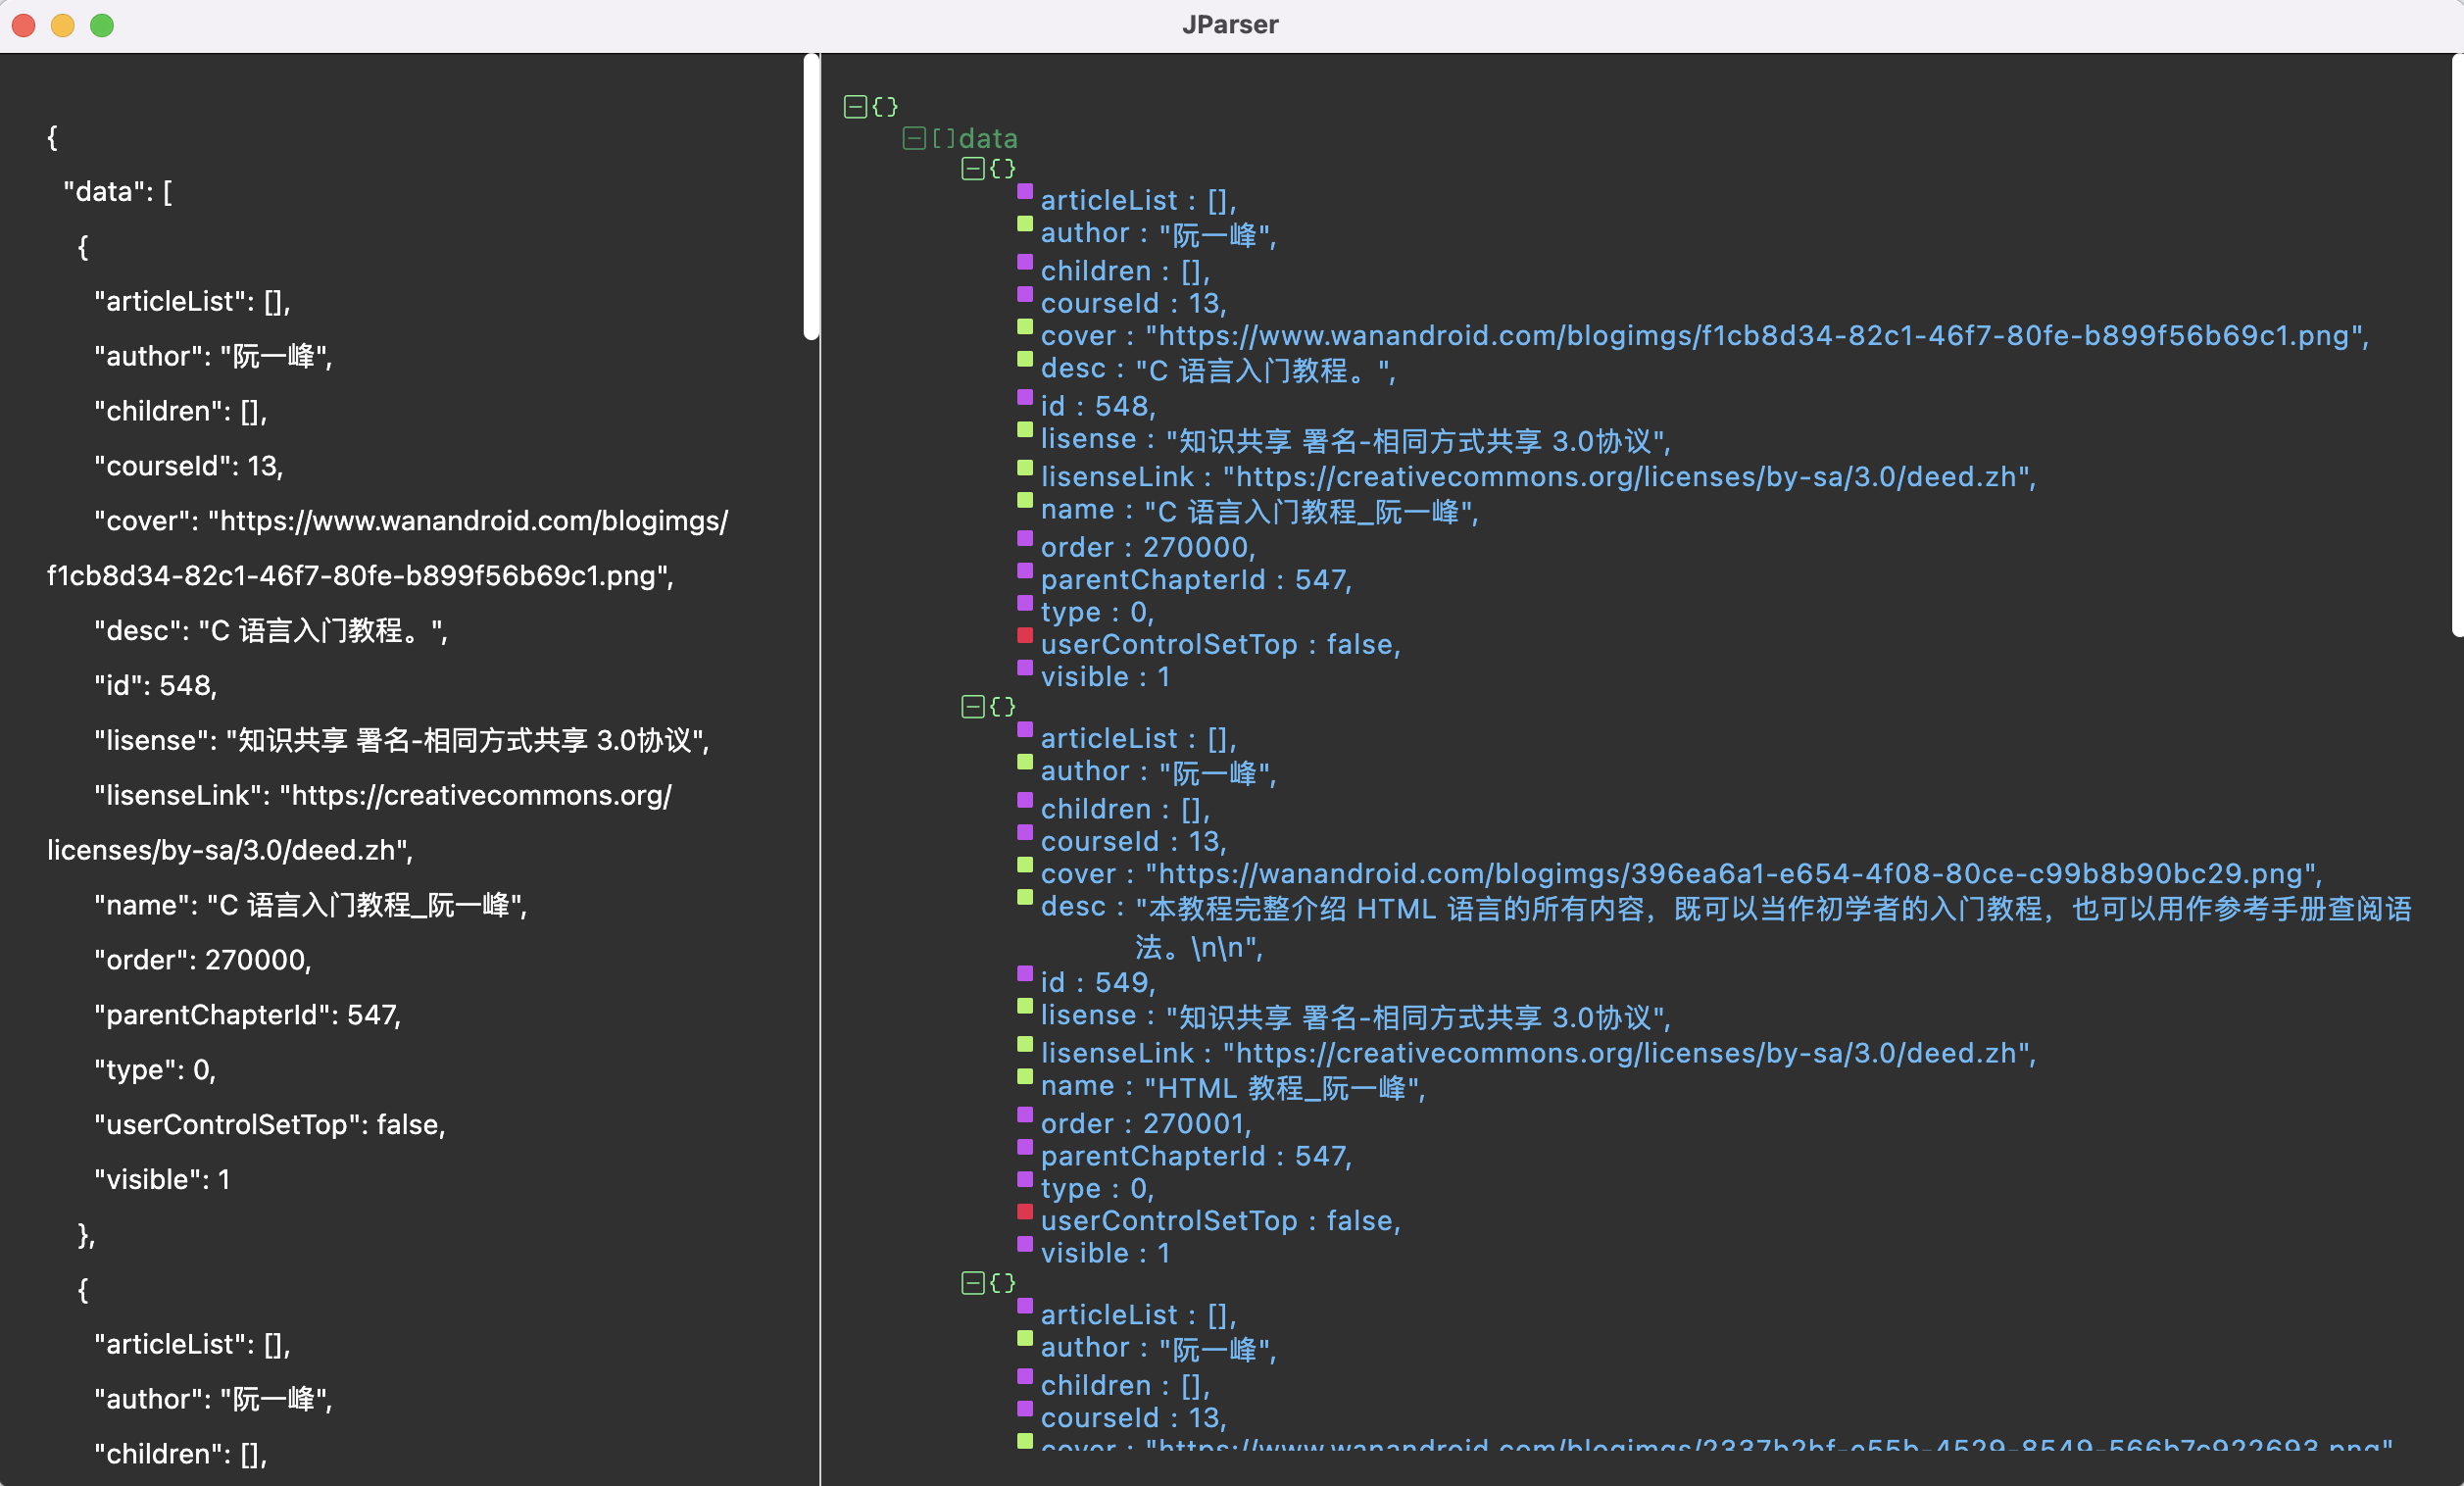 JParser
{
"data": [
{
"articleList": [],
"author": "阮一峰",
"children": [],
"courseId": 13,
"cover": "https://www.wanandroid.com/blogimgs/
f1cb8d34-82c1-46f7-80fe-b899f56b69c1.png",
"desc": "C 语言入门教程。",
"id": 548,
"lisense": "知识共享 署名-相同方式共享 3.0协议",
"lisenseLink": "https://creativecommons.org/
licenses/by-sa/3.0/deed.zh",
"name": "C 语言入门教程_阮一峰",
"order": 270000,
"parentChapterId": 547,
"type": 0,
"userControlSetTop": false,
"visible": 1
},
{
"articleList": [],
"author": "阮一峰",
"children": [],
{}
[]data
{}
articleList : [],
author : "阮一峰",
children : [],
courseId : 13,
cover : "https://www.wanandroid.com/blogimgs/f1cb8d34-82c1-46f7-80fe-b899f56b69c1.png",
desc : "C 语言入门教程。",
id : 548,
lisense : "知识共享 署名-相同方式共享 3.0协议",
lisenseLink : "https://creativecommons.org/licenses/by-sa/3.0/deed.zh",
name : "C 语言入门教程_阮一峰",
order : 270000,
parentChapterId : 547,
type : 0,
userControlSetTop : false,
visible : 1
{}
articleList : [],
author : "阮一峰",
children : [],
courseId : 13,
cover : "https://wanandroid.com/blogimgs/396ea6a1-e654-4f08-80ce-c99b8b90bc29.png",
desc : "本教程完整介绍 HTML 语言的所有内容，既可以当作初学者的入门教程，也可以用作参考手册查阅语
法。\n\n",
id : 549,
lisense : "知识共享 署名-相同方式共享 3.0协议",
lisenseLink : "https://creativecommons.org/licenses/by-sa/3.0/deed.zh",
name : "HTML 教程_阮一峰",
order : 270001,
parentChapterId : 547,
type : 0,
userControlSetTop : false,
visible : 1
{}
articleList : [],
author : "阮一峰",
children : [],
courseId : 13,
cover :